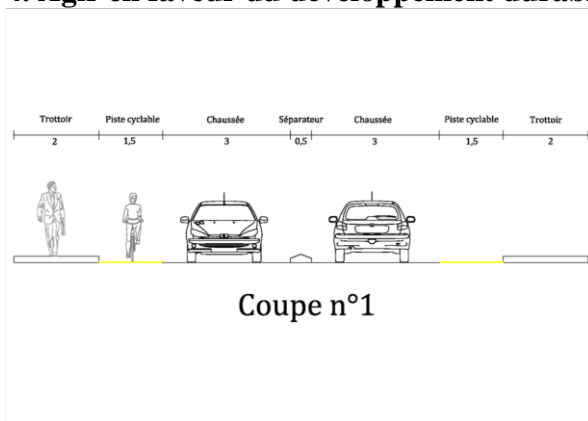 Trottoir Piste cyclable Chaussée Séparateur Chaussée Piste cyclable Trottoir
2 1,5 3 0,5 3 1,5 2
Coupe n°1